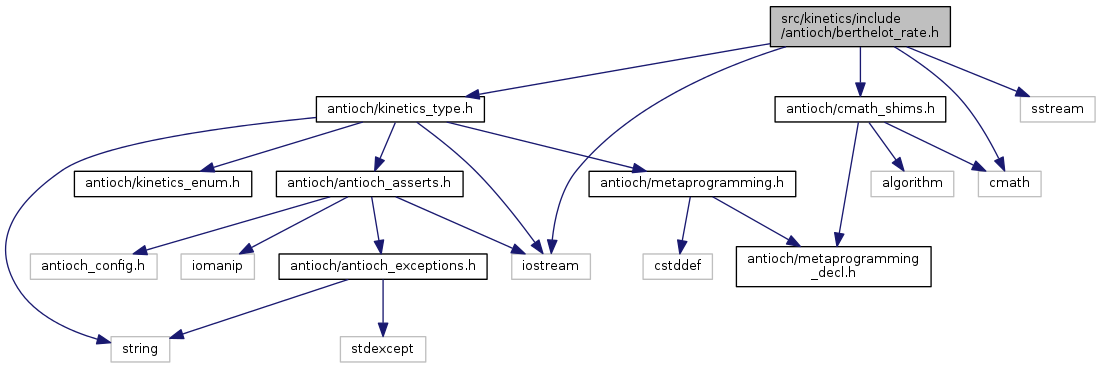 src/kinetics/include
/antioch/berthelot_rate.h
antioch/kinetics_type.h
antioch/cmath_shims.h
sstream
antioch/kinetics_enum.h
antioch/antioch_asserts.h
antioch/metaprogramming.h
algorithm
cmath
antioch_config.h
iomanip
antioch/antioch_exceptions.h
iostream
cstddef
antioch/metaprogramming
_decl.h
string
stdexcept